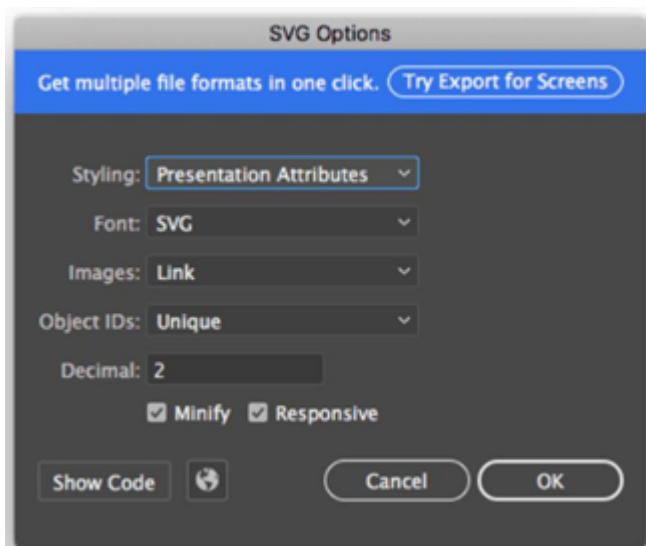 SVG Options
Get multiple file formats in one click. Try Export for Screens
Styling: Presentation Attributes
Font: SVG
Images: Link
Object IDs: Unique
Decimal: 2
Minify Responsive
Show Code Cancel OK